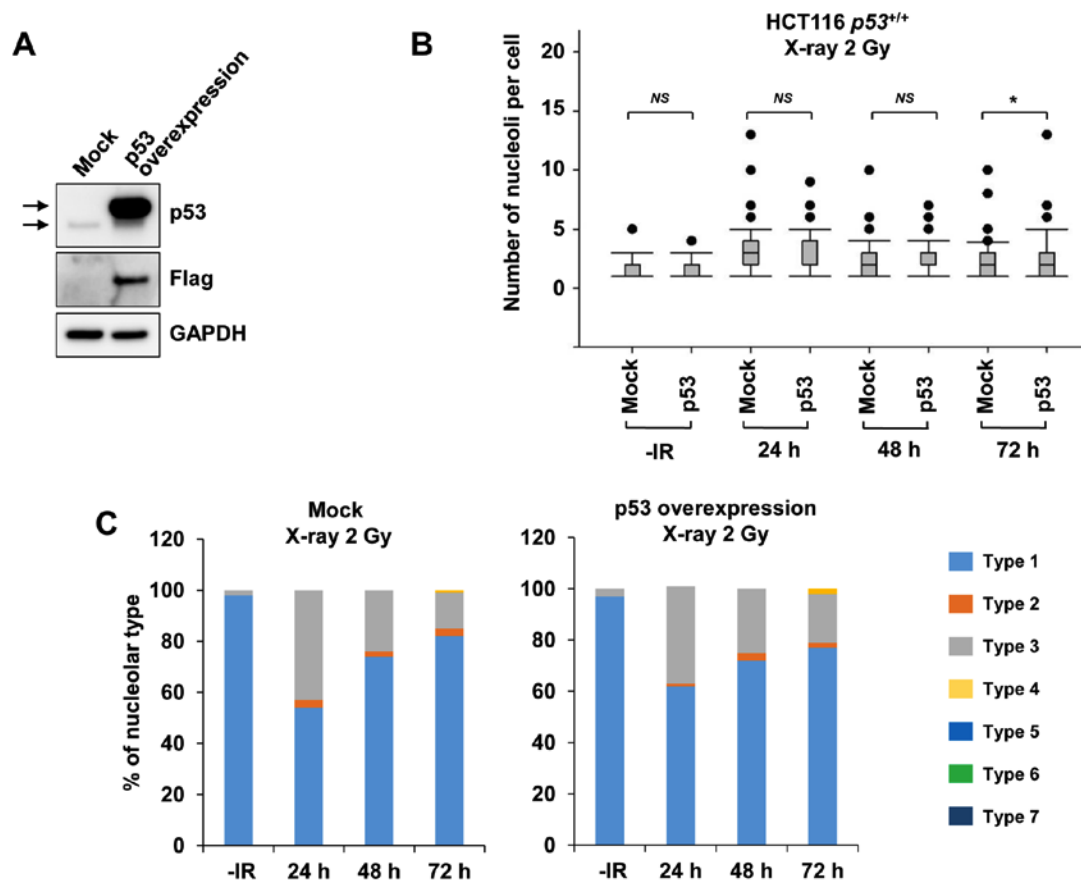 A
Mock
p53
overexpression
p53
Flag
GAPDH
B
HCT116 p53+/+
X-ray 2 Gy
Number of nucleoli per cell
20
15
10
5
0
NS
NS
NS
*
Mock
p53
Mock
p53
Mock
p53
Mock
p53
-IR
24 h
48 h
72 h
C
Mock
X-ray 2 Gy
% of nucleolar type
120
100
80
60
40
20
0
-IR
24 h
48 h
72 h
p53 overexpression
X-ray 2 Gy
120
100
80
60
40
20
0
-IR
24 h
48 h
72 h
Type 1
Type 2
Type 3
Type 4
Type 5
Type 6
Type 7